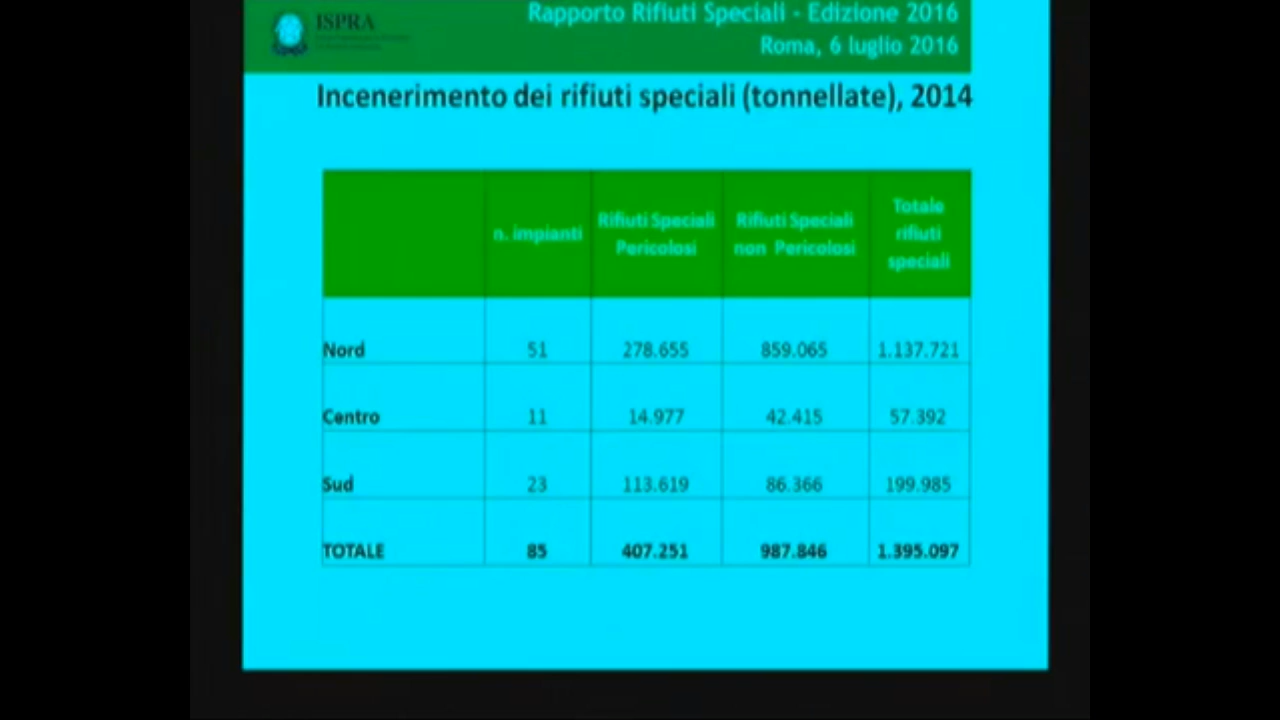 ISPRA
Rapporto Rifiuti Speciali - Edizione 2016
Roma, 6 luglio 2016
Incenerimento dei rifiuti speciali (tonnellate), 2014
n. impianti
Rifiuti Speciali
Pericolosi
Rifiuti Speciali
non Pericolosi
Totale
rifiuti
speciali
Nord 51 278.655 859.065 1.137.721
Centro 11 14.977 42.415 57.392
Sud 23 113.619 86.366 199.985
TOTALE 85 407.251 987.846 1.395.097